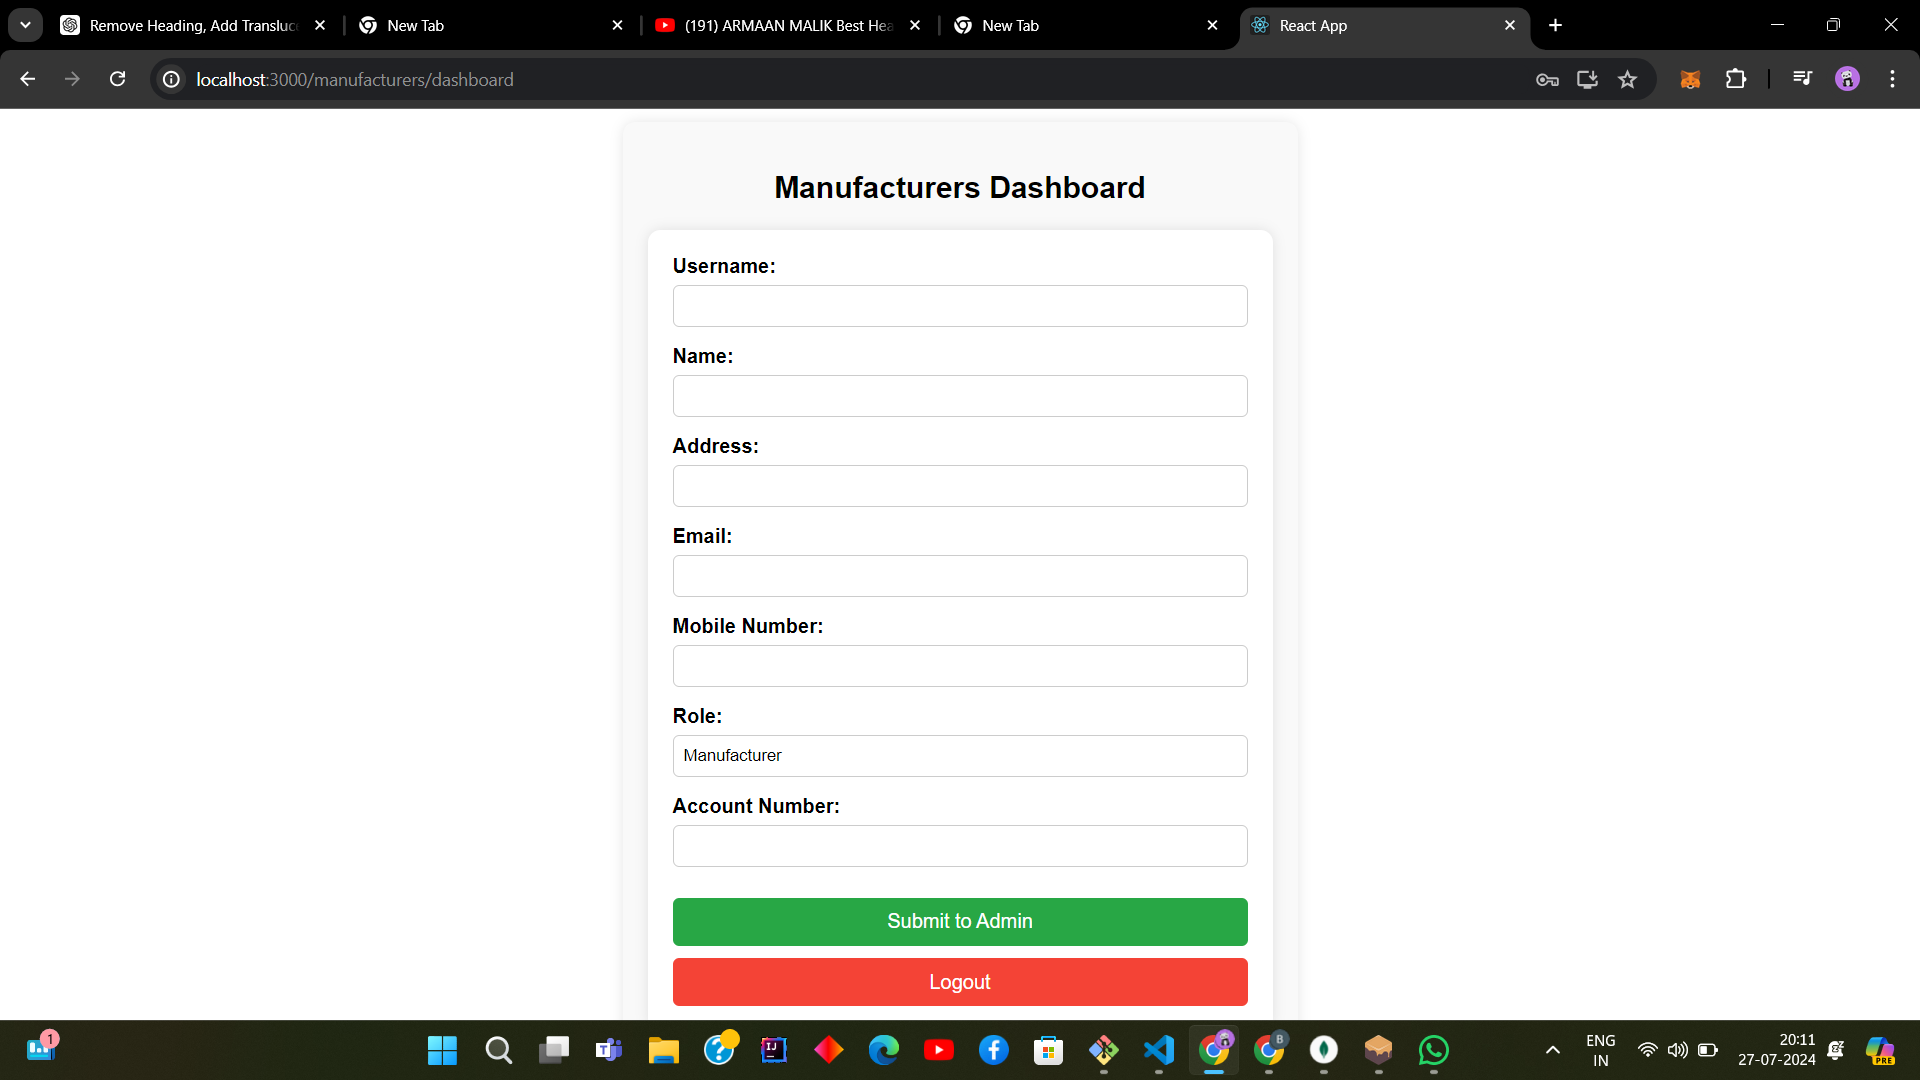 Remove Heading, Add Transluc
New Tab
(191) ARMAAN MALIK Best Hea
New Tab
React App
localhost:3000/manufacturers/dashboard
Manufacturers Dashboard
Username:
Name:
Address:
Email:
Mobile Number:
Role:
Manufacturer
Account Number:
Submit to Admin
Logout
1
IJ
B
ENG
IN
20:11
27-07-2024
PRE